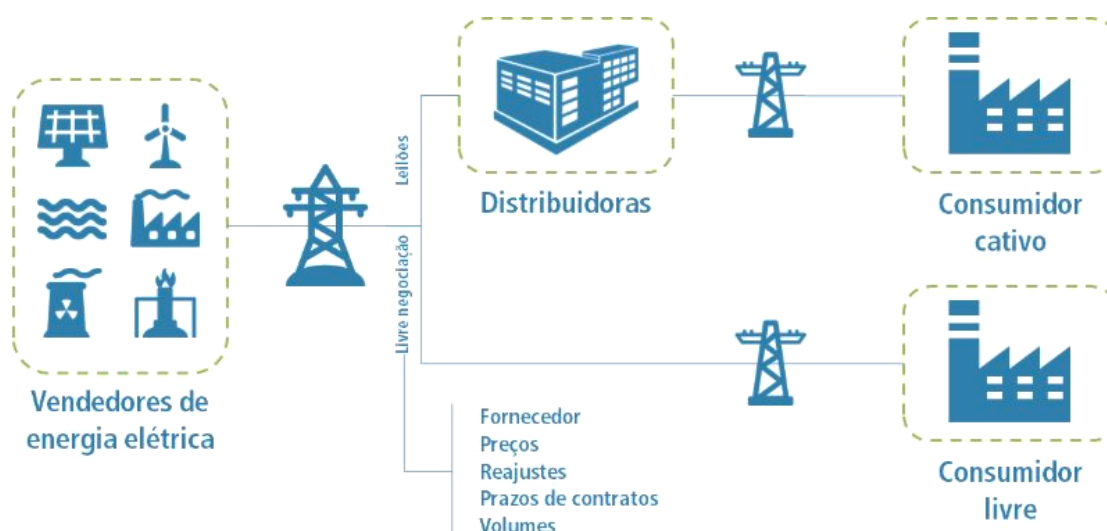 Vendedores de
energia elétrica
Leilões
Livre negociação
Distribuidoras
Consumidor
cativo
Fornecedor
Preços
Reajustes
Prazos de contratos
Volumes
Consumidor
livre